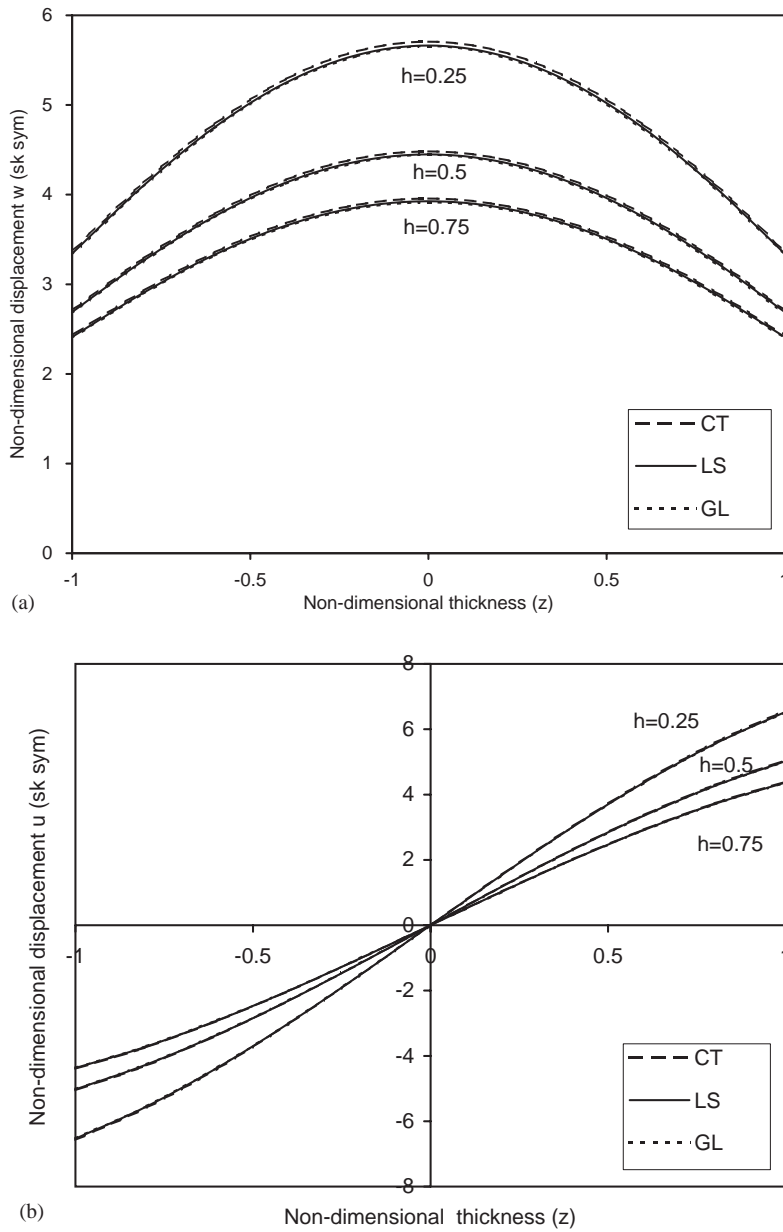 6
5
4
3
2
1
0
Non-dimensional displacement w (sk sym)
h=0.25
h=0.5
h=0.75
CT
LS
GL
-1
-0.5
0
0.5
1
Non-dimensional thickness (z)
(a)
8
6
4
2
0
-2
-4
-6
-8
Non-dimensional displacement u (sk sym)
h=0.25
h=0.5
h=0.75
-1
-0.5
0
0.5
1
CT
LS
GL
(b)
Non-dimensional thickness (z)